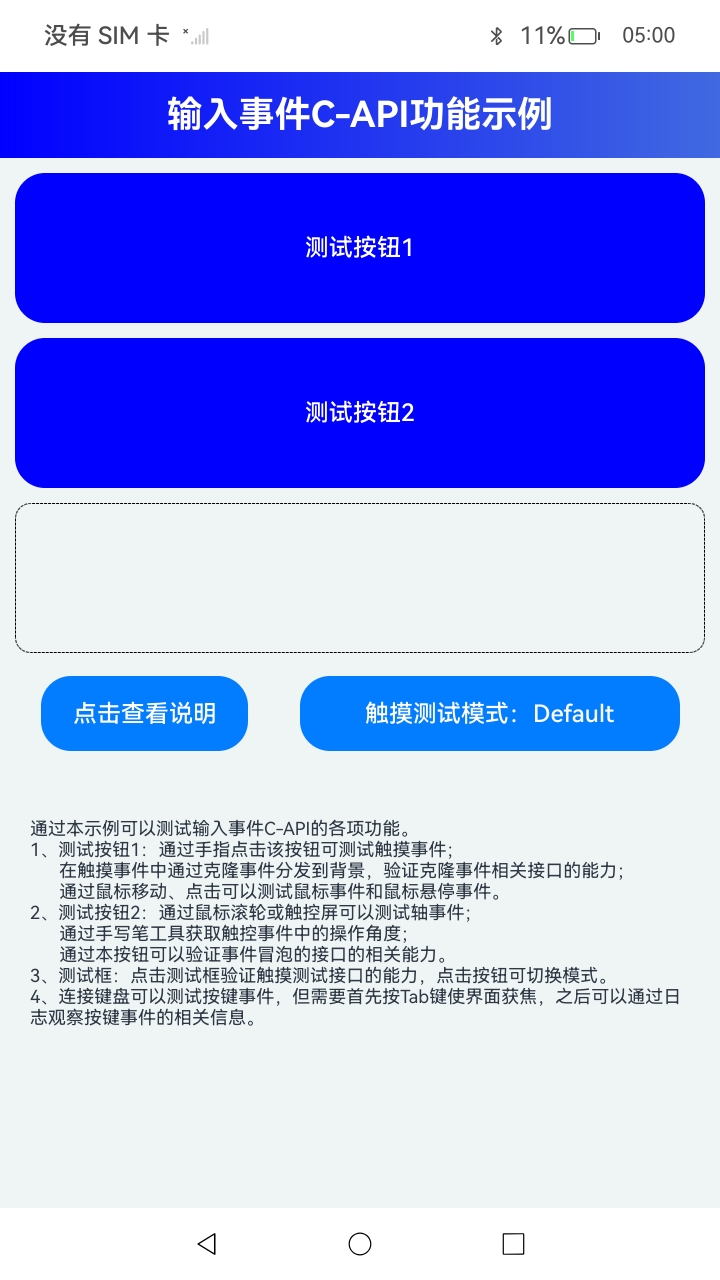 没有 SIM 卡
11%
05:00
输入事件C-API功能示例
测试按钮1
测试按钮2
点击查看说明
触摸测试模式：Default
通过本示例可以测试输入事件C-API的各项功能。
1、测试按钮1：通过手指点击该按钮可测试触摸事件；
在触摸事件中通过克隆事件分发到背景，验证克隆事件相关接口的能力；
通过鼠标移动、点击可以测试鼠标事件和鼠标悬停事件。
2、测试按钮2：通过鼠标滚轮或触控屏可以测试轴事件；
通过手写笔工具获取触控事件中的操作角度；
通过本按钮可以验证事件冒泡的接口的相关能力。
3、测试框：点击测试框验证触摸测试接口的能力，点击按钮可切换模式。
4、连接键盘可以测试按键事件，但需要首先按Tab键使界面获焦，之后可以通过日
志观察按键事件的相关信息。